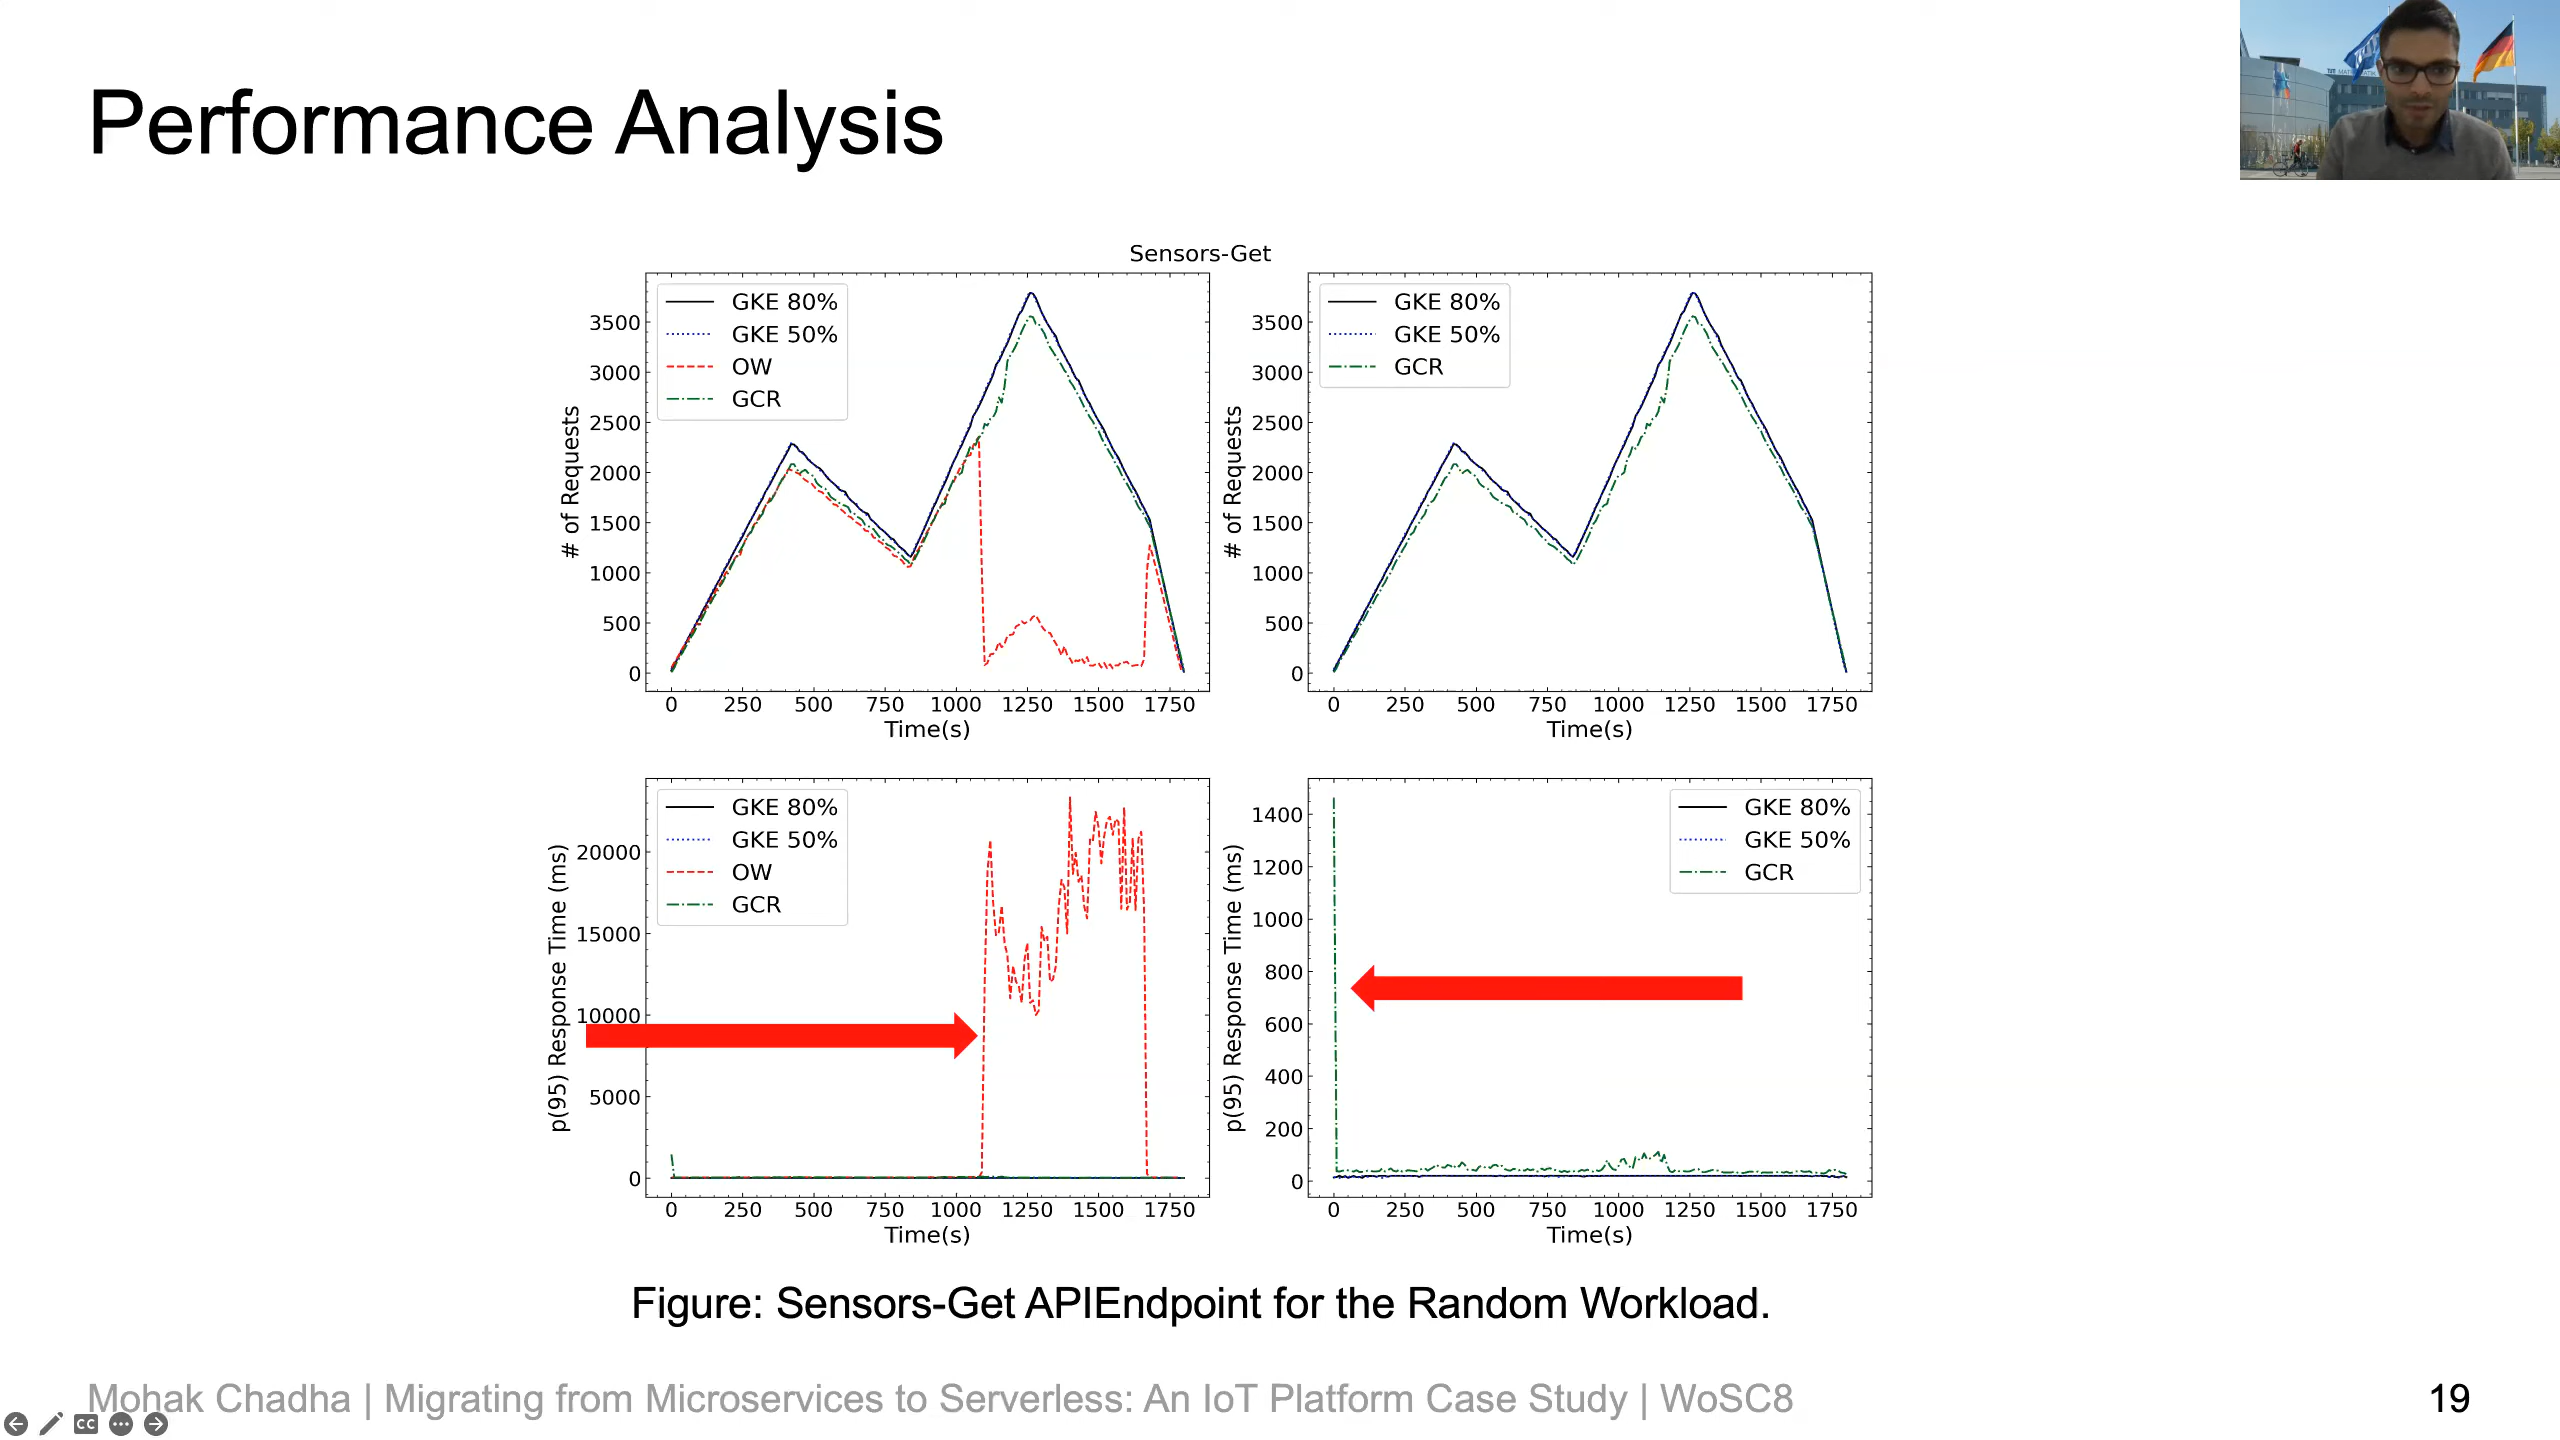 Performance Analysis
Sensors-Get
GKE 80%
GKE 50%
OW
GCR
# of Requests
3500
3000
2500
2000
1500
1000
500
0
0 250 500 750 1000 1250 1500 1750
Time(s)
GKE 80%
GKE 50%
GCR
# of Requests
3500
3000
2500
2000
1500
1000
500
0
0 250 500 750 1000 1250 1500 1750
Time(s)
GKE 80%
GKE 50%
OW
GCR
p(95) Response Time (ms)
20000
15000
10000
5000
0
0 250 500 750 1000 1250 1500 1750
Time(s)
GKE 80%
GKE 50%
GCR
p(95) Response Time (ms)
1400
1200
1000
800
600
400
200
0
0 250 500 750 1000 1250 1500 1750
Time(s)
Figure: Sensors-Get APIEndpoint for the Random Workload.
Mohak Chadha | Migrating from Microservices to Serverless: An IoT Platform Case Study | WoSC8
19
CC